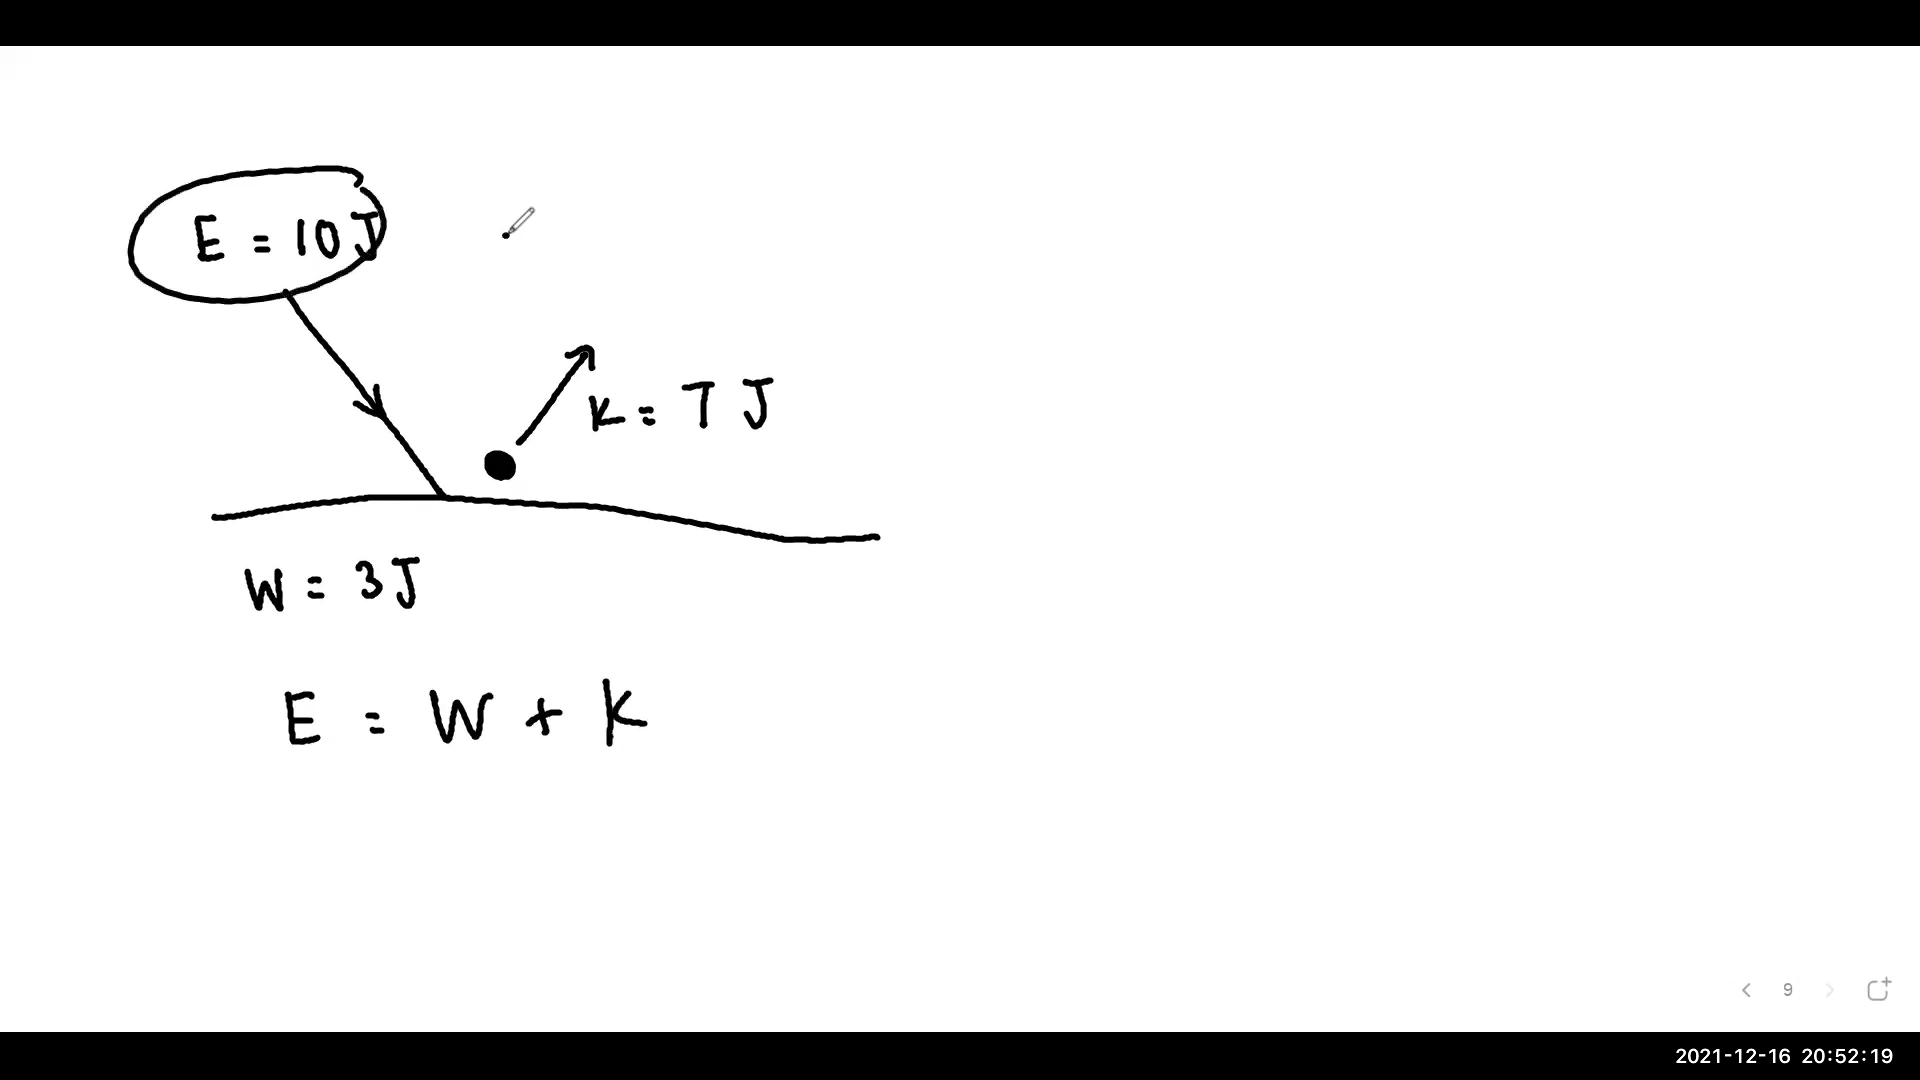 E = 10 J
K = 7 J
W = 3 J
E = W + K
9
2021-12-16 20:52:19